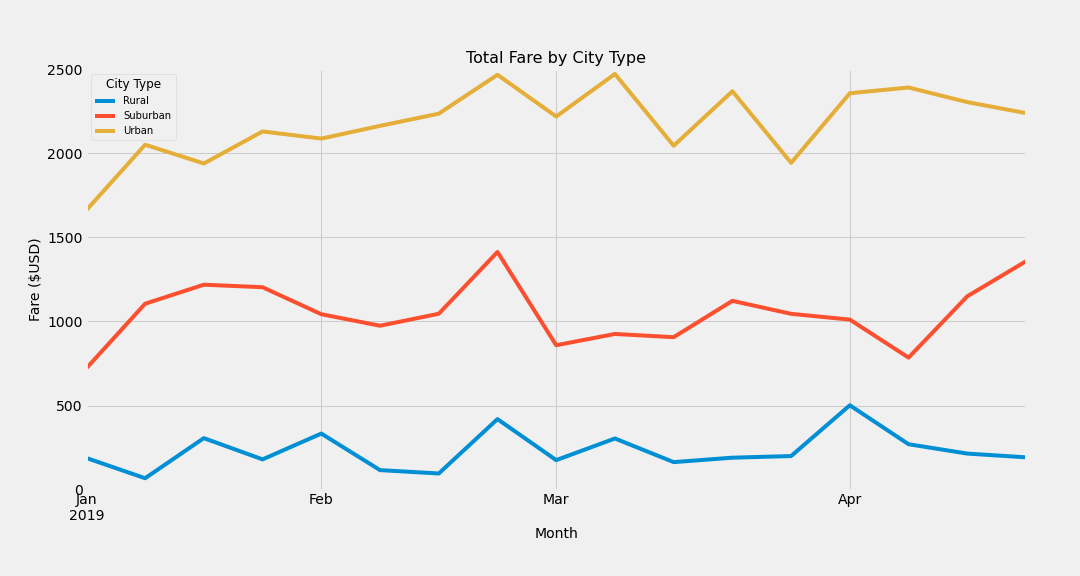 Total Fare by City Type
2500
2000
1500
1000
500
0
Fare ($USD)
City Type
Rural
Suburban
Urban
Jan Feb Mar Apr
2019
Month